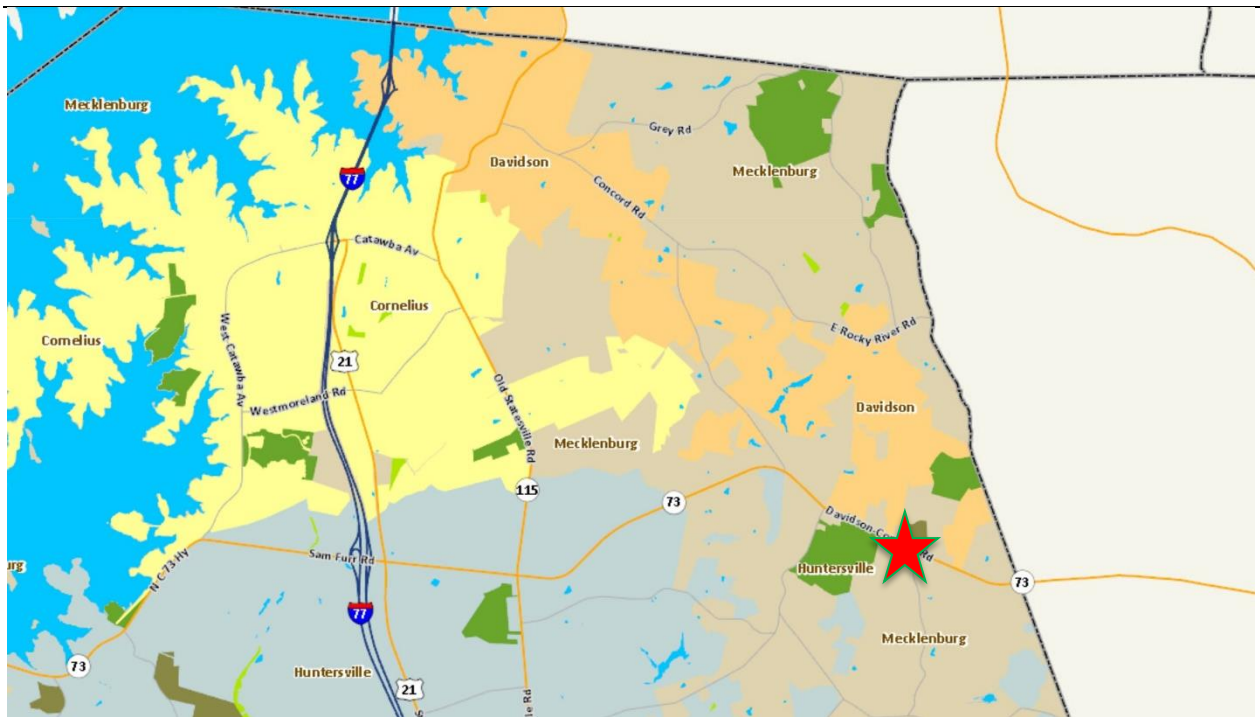 Mecklenburg
Grey Rd
Davidson
Mecklenburg
77
Concord Rd
Catawba Av
Cornelius
Cornelius
E Rocky River Rd
West Catawba Av
21
Westmoreland Rd
Old Statesville Rd
Davidson
Mecklenburg
115
73
Davidson-Co
Rd
Sam Furr Rd
N C 73 Hy
Huntersville
73
77
Mecklenburg
73
Huntersville
21